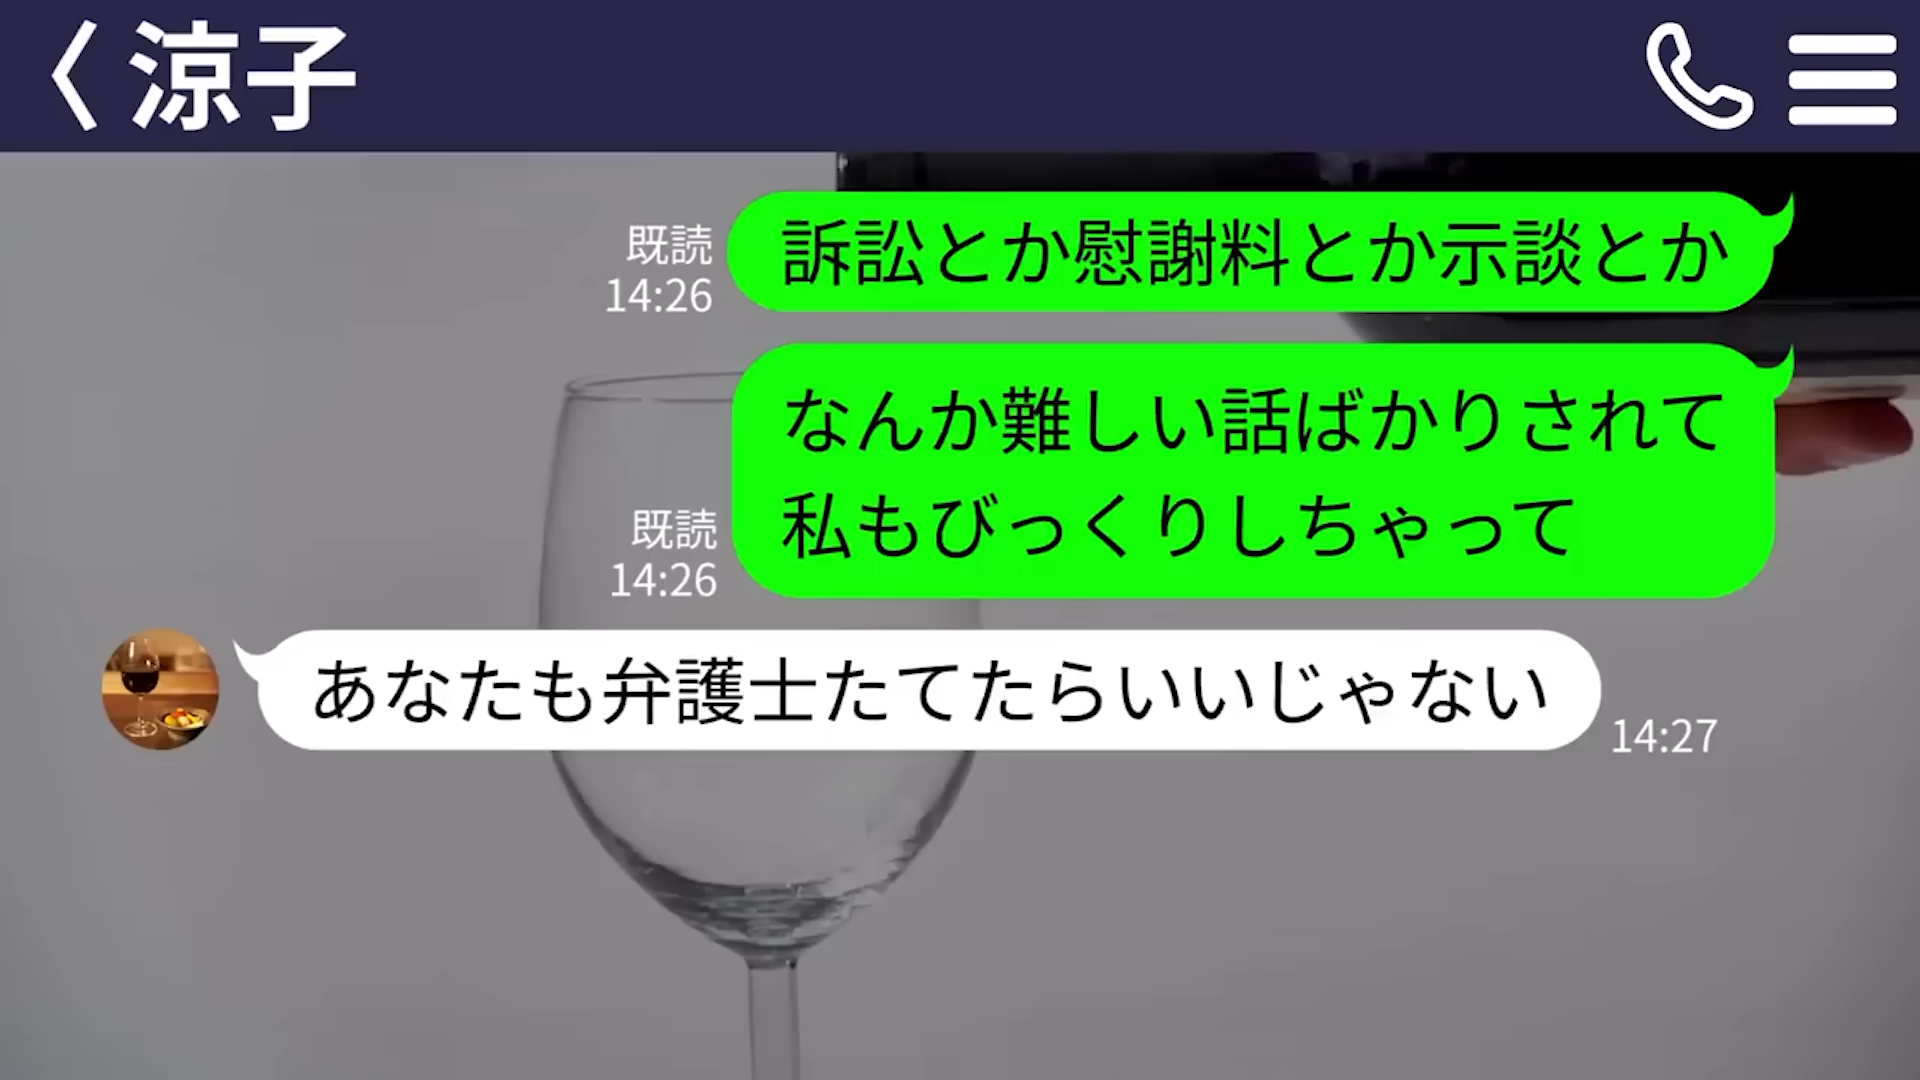 涼子
訴訟とか慰謝料とか示談とか
既読
14:26
なんか難しい話ばかりされて
私もびっくりしちゃって
既読
14:26
あなたも弁護士たてたらいいじゃない
14:27